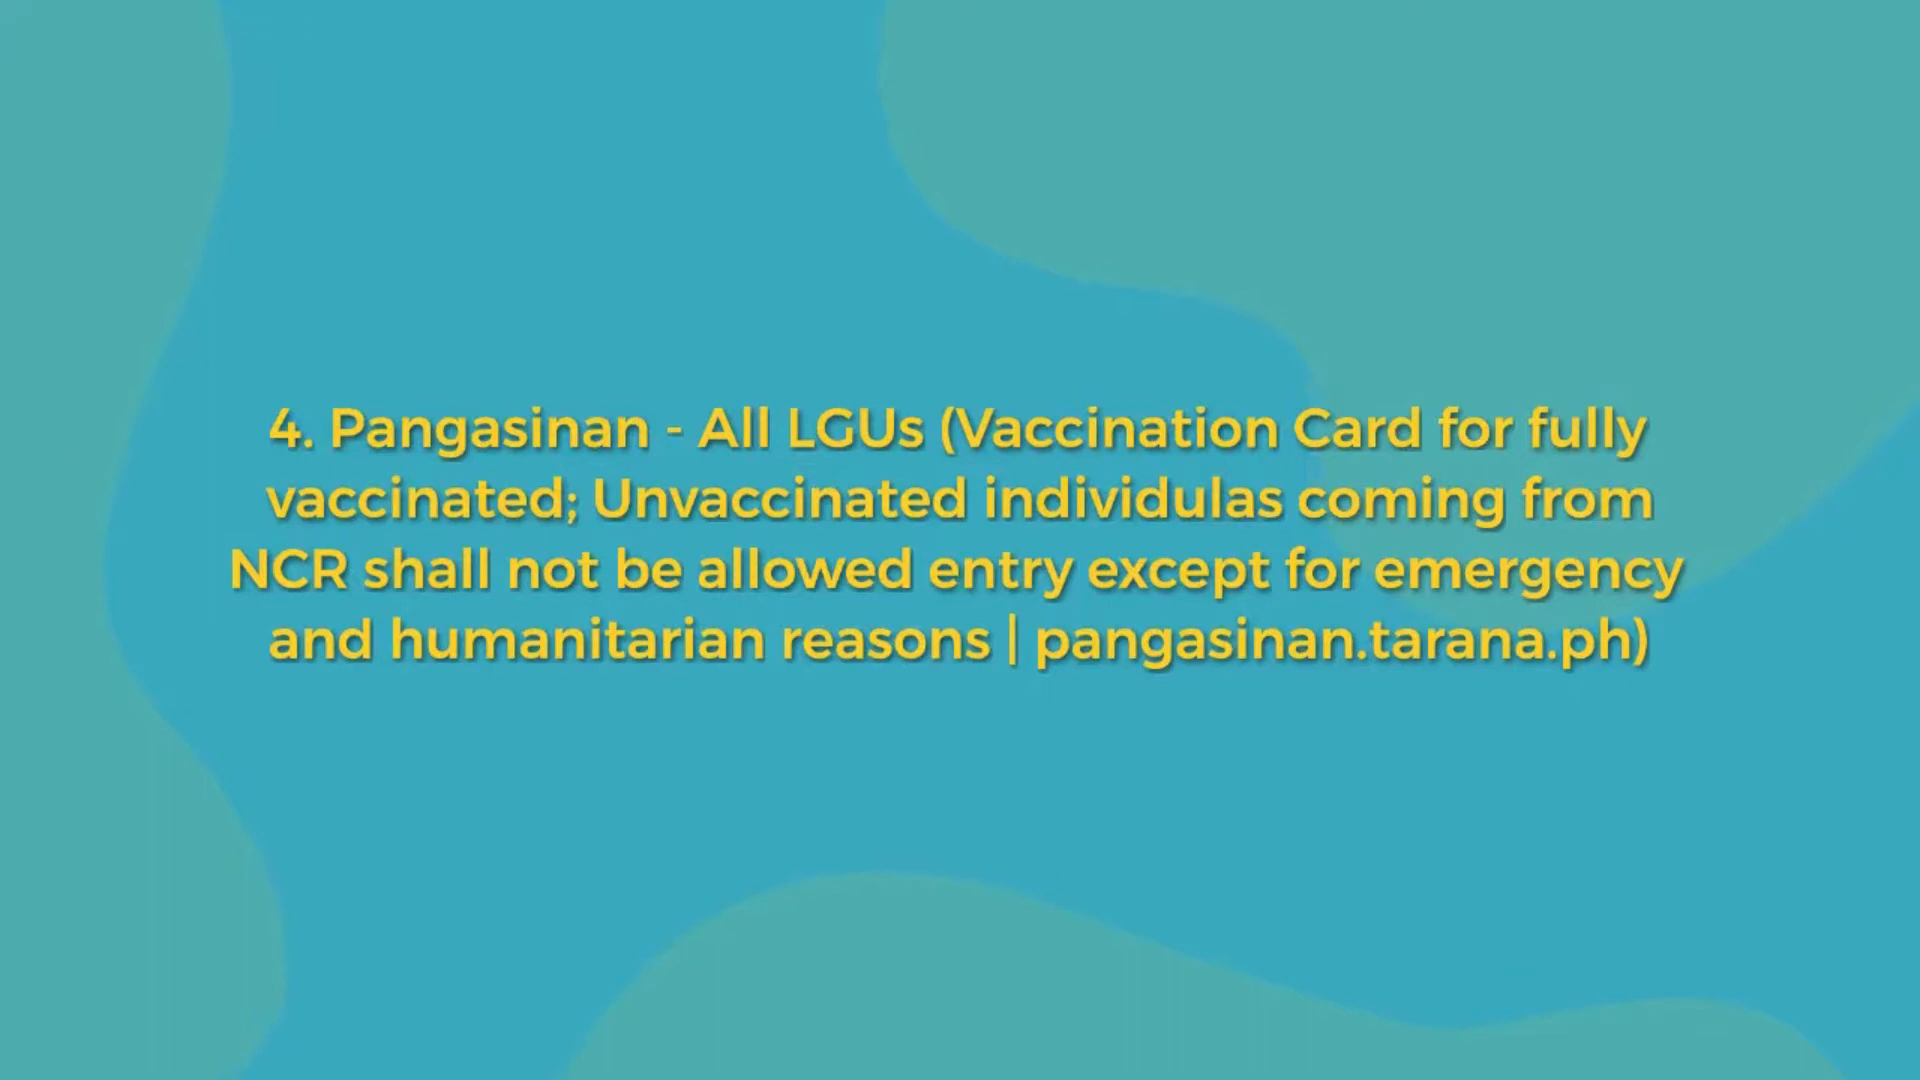 4. Pangasinan - All LGUs (Vaccination Card for fully
vaccinated; Unvaccinated individulas coming from
NCR shall not be allowed entry except for emergency
and humanitarian reasons | pangasinan.tarana.ph)